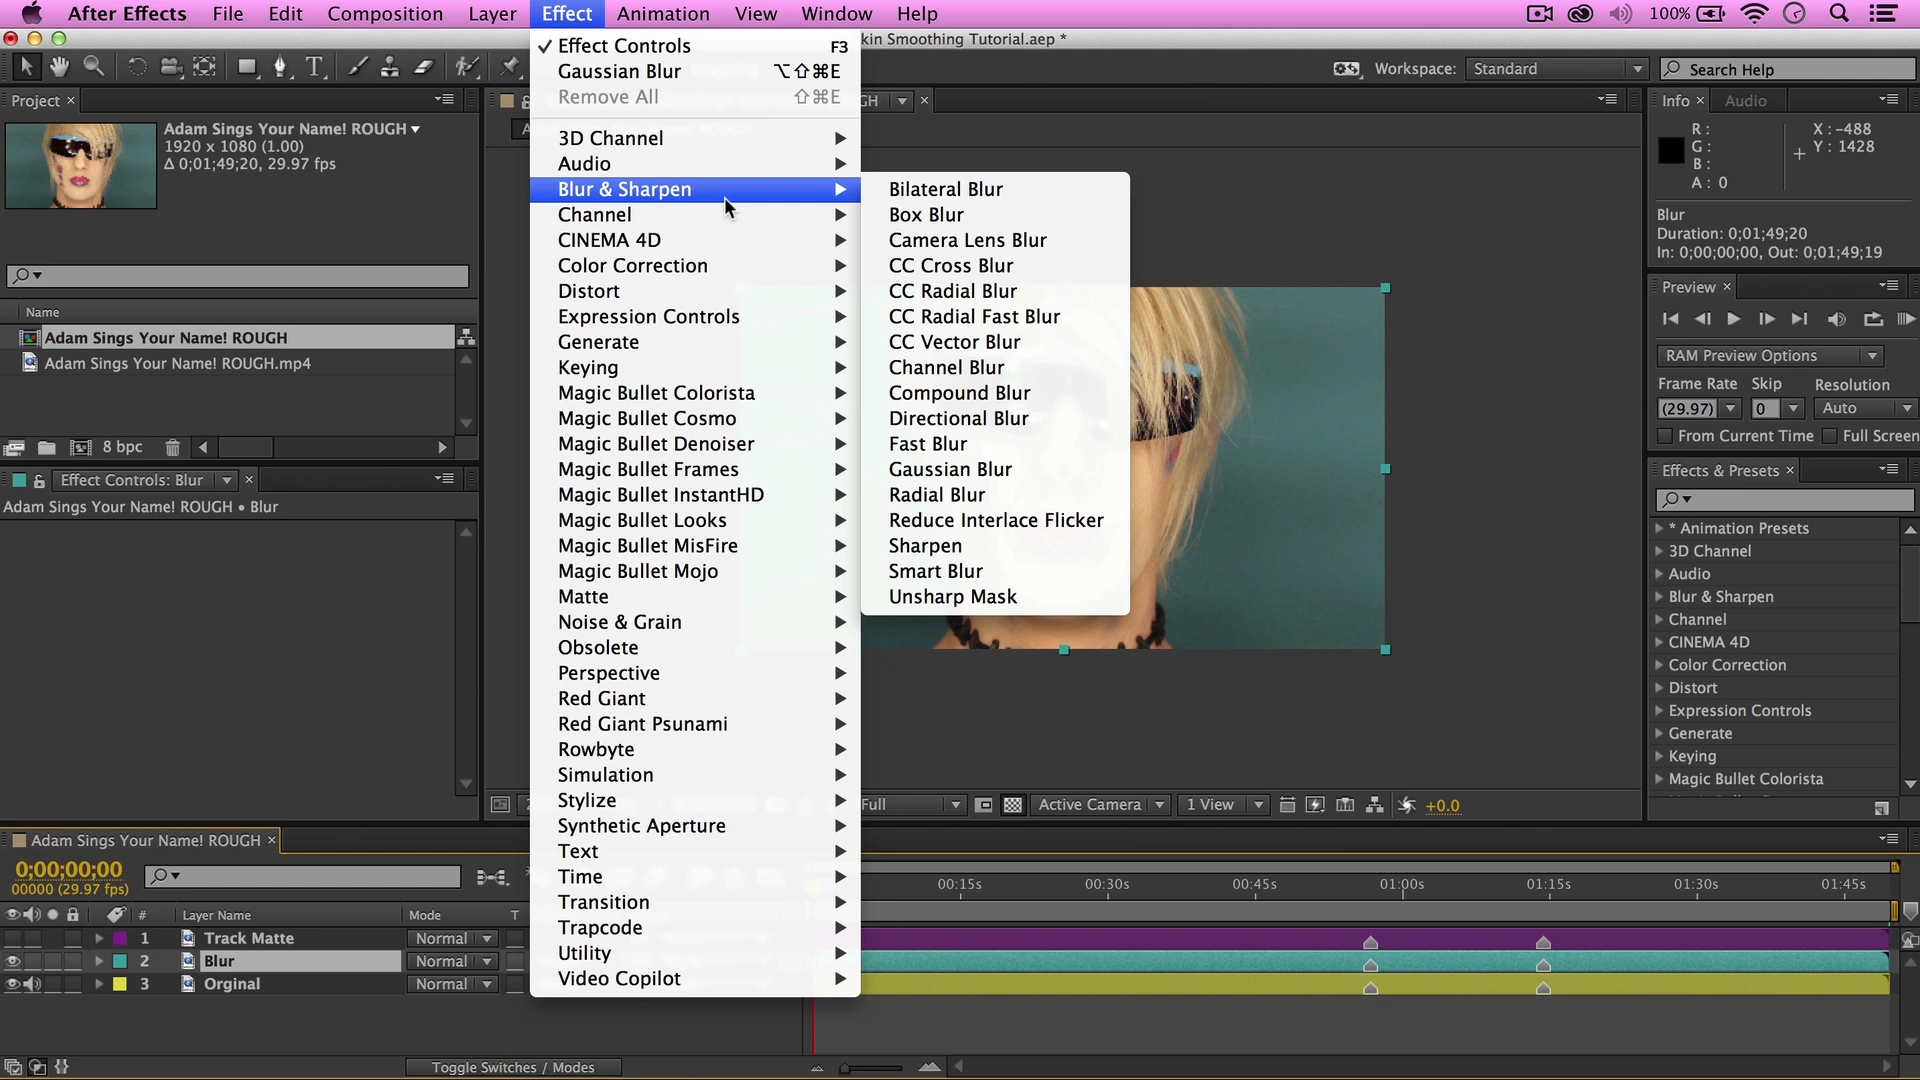 After Effects File Edit Composition Layer Effect Animation View Window Help 100%
kin Smoothing Tutorial.aep *
Workspace: Standard Search Help
Project × GH × Info × Audio
Adam Sings Your Name! ROUGH
1920 x 1080 (1.00)
Δ 0;01;49;20, 29.97 fps
Name
Adam Sings Your Name! ROUGH
Adam Sings Your Name! ROUGH.mp4
8 bpc
Effect Controls: Blur ×
Adam Sings Your Name! ROUGH • Blur
Effect Controls F3
Gaussian Blur ⌥⇧⌘E
Remove All ⇧⌘E
3D Channel
Audio
Blur & Sharpen
Channel
CINEMA 4D
Color Correction
Distort
Expression Controls
Generate
Keying
Magic Bullet Colorista
Magic Bullet Cosmo
Magic Bullet Denoiser
Magic Bullet Frames
Magic Bullet InstantHD
Magic Bullet Looks
Magic Bullet MisFire
Magic Bullet Mojo
Matte
Noise & Grain
Obsolete
Perspective
Red Giant
Red Giant Psunami
Rowbyte
Simulation
Stylize
Synthetic Aperture
Text
Time
Transition
Trapcode
Utility
Video Copilot
Bilateral Blur
Box Blur
Camera Lens Blur
CC Cross Blur
CC Radial Blur
CC Radial Fast Blur
CC Vector Blur
Channel Blur
Compound Blur
Directional Blur
Fast Blur
Gaussian Blur
Radial Blur
Reduce Interlace Flicker
Sharpen
Smart Blur
Unsharp Mask
R :
G :
B :
A : 0
X : -488
Y : 1428
Blur
Duration: 0;01;49;20
In: 0;00;00;00, Out: 0;01;49;19
Preview ×
RAM Preview Options
Frame Rate Skip Resolution
(29.97) 0 Auto
From Current Time Full Screen
Effects & Presets ×
* Animation Presets
3D Channel
Audio
Blur & Sharpen
Channel
CINEMA 4D
Color Correction
Distort
Expression Controls
Generate
Keying
Magic Bullet Colorista
Full Active Camera 1 View +0.0
Adam Sings Your Name! ROUGH ×
0;00;00;00
00000 (29.97 fps)
00:15s 00:30s 00:45s 01:00s 01:15s 01:30s 01:45s
# Layer Name Mode T
1 Track Matte Normal
2 Blur Normal
3 Orginal Normal
Toggle Switches / Modes